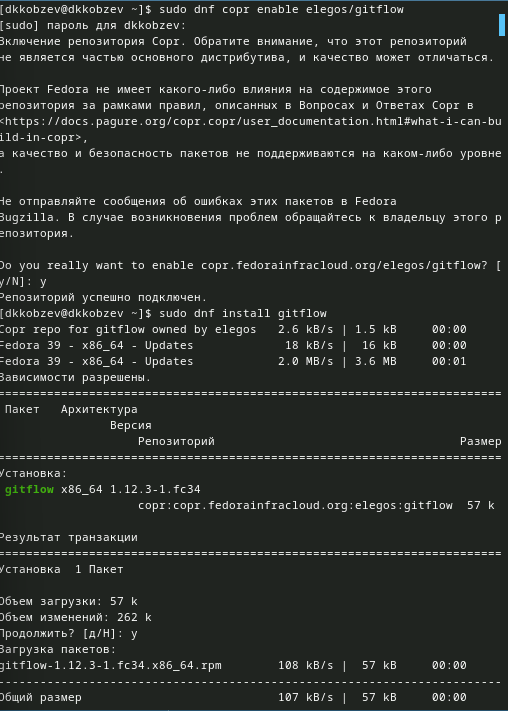 [dkkobzev@dkkobzev ~]$ sudo dnf copr enable elegos/gitflow
[sudo] пароль для dkkobzev:
Включение репозитория Copr. Обратите внимание, что этот репозиторий
не является частью основного дистрибутива, и качество может отличаться.
Проект Fedora не имеет какого-либо влияния на содержимое этого
репозитория за рамками правил, описанных в Вопросах и Ответах Copr в
<https://docs.pagure.org/copr.copr/user_documentation.html#what-i-can-bu
ild-in-copr>,
а качество и безопасность пакетов не поддерживаются на каком-либо уровне
.
Не отправляйте сообщения об ошибках этих пакетов в Fedora
Bugzilla. В случае возникновения проблем обращайтесь к владельцу этого р
епозитория.
Do you really want to enable copr.fedorainfracloud.org/elegos/gitflow? [
y/N]: y
Репозиторий успешно подключен.
[dkkobzev@dkkobzev ~]$ sudo dnf install gitflow
Copr repo for gitflow owned by elegos   2.6 kB/s | 1.5 kB     00:00
Fedora 39 - x86_64 - Updates             18 kB/s |  16 kB     00:00
Fedora 39 - x86_64 - Updates            2.0 MB/s | 3.6 MB     00:01
Зависимости разрешены.
========================================================================
Пакет   Архитектура
Версия
Репозиторий                                   Размер
========================================================================
Установка:
gitflow x86_64 1.12.3-1.fc34
copr:copr.fedorainfracloud.org:elegos:gitflow  57 k
Результат транзакции
========================================================================
Установка  1 Пакет
Объем загрузки: 57 k
Объем изменений: 262 k
Продолжить? [д/Н]: y
Загрузка пакетов:
gitflow-1.12.3-1.fc34.x86_64.rpm        108 kB/s |  57 kB     00:00
------------------------------------------------------------------------
Общий размер                            107 kB/s |  57 kB     00:00